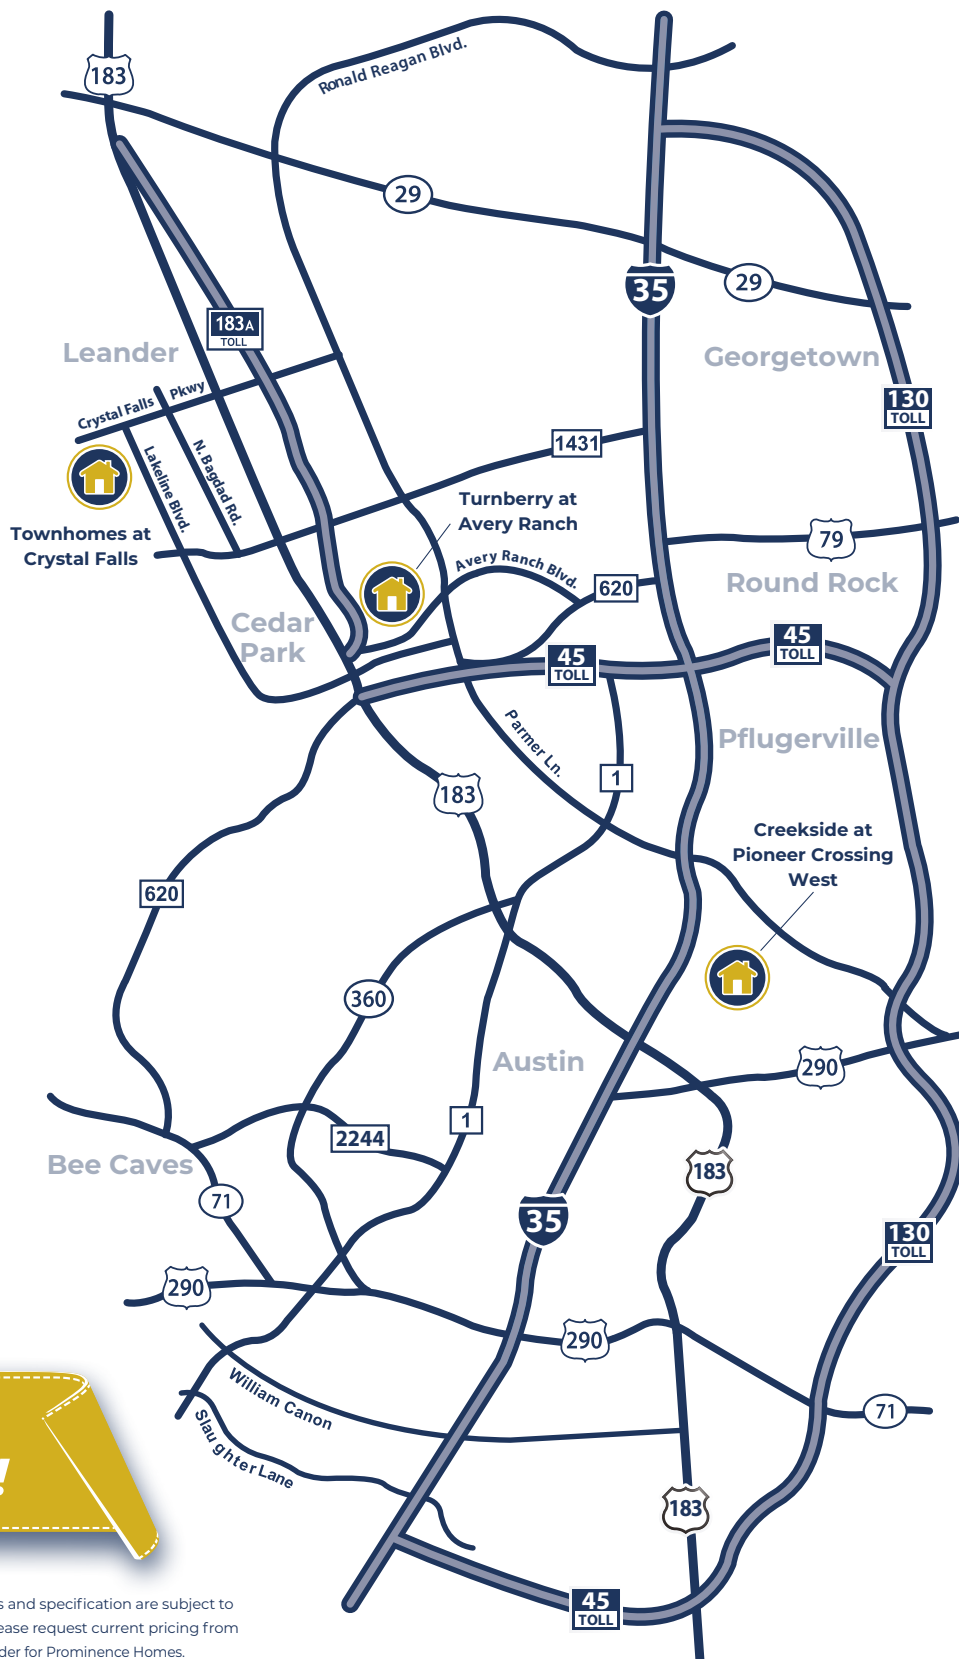 183
Ronald Reagan Blvd.
29
35
29
183A
TOLL
Leander
Georgetown
Crystal Falls Pkwy
130
TOLL
1431
Lakeline Blvd.
N. Bagdad Rd.
Turnberry at
Avery Ranch
Townhomes at
Crystal Falls
79
Avery Ranch Blvd.
620
Round Rock
Cedar
Park
45
TOLL
45
TOLL
Parmer Ln.
Pflugerville
1
183
Creekside at
Pioneer Crossing
West
620
360
Austin
290
1
2244
Bee Caves
183
71
35
130
TOLL
290
290
William Canon
71
Slaughter Lane
!
183
45
TOLL
s and specification are subject to
ease request current pricing from
der for Prominence Homes.